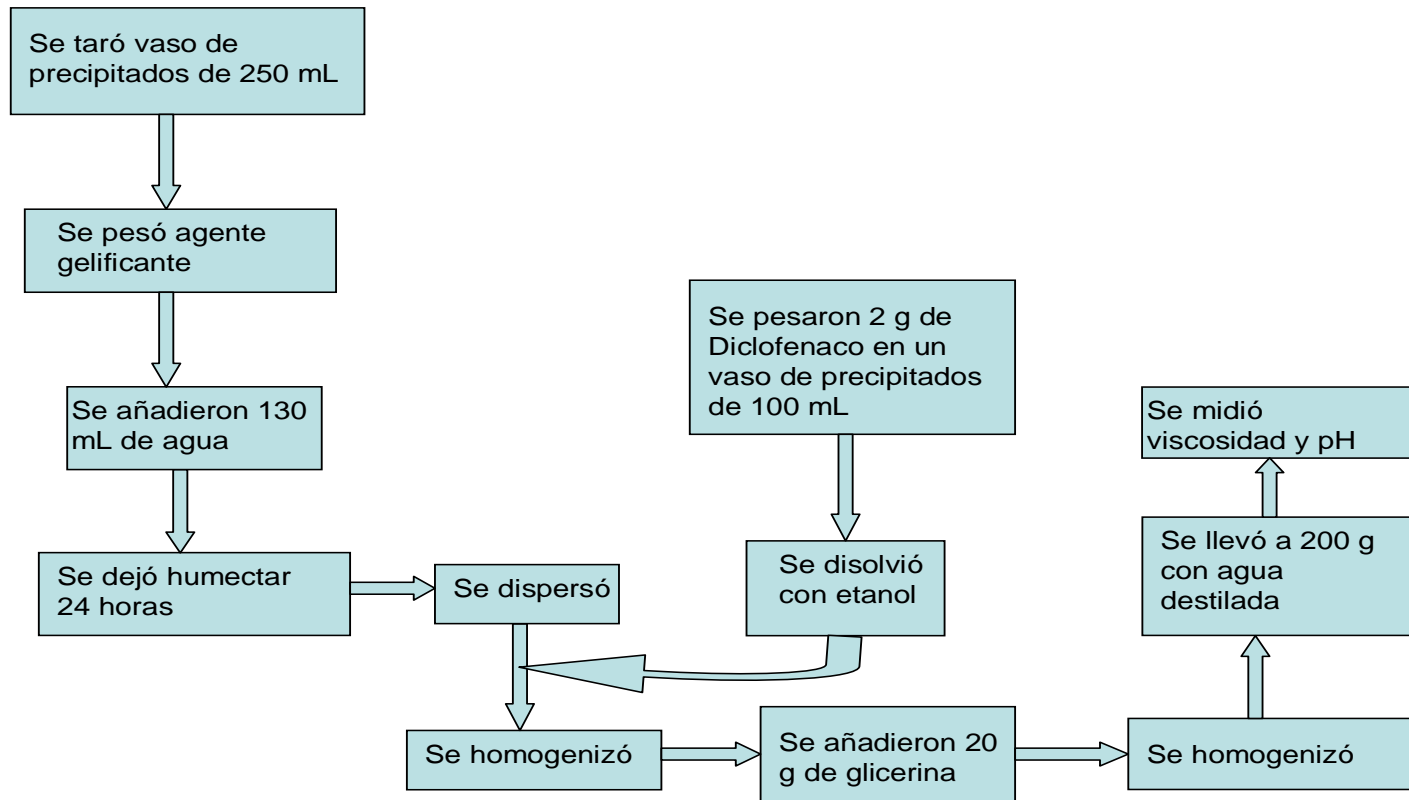 Se taró vaso de
precipitados de 250 mL
Se pesó agente
gelificante
Se añadieron 130
mL de agua
Se dejó humectar
24 horas
Se dispersó
Se pesaron 2 g de
Diclofenaco en un
vaso de precipitados
de 100 mL
Se disolvió
con etanol
Se homogenizó
Se añadieron 20
g de glicerina
Se homogenizó
Se llevó a 200 g
con agua
destilada
Se midió
viscosidad y pH